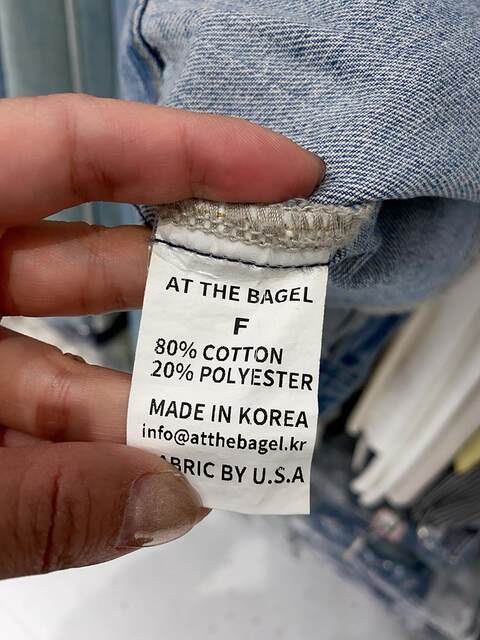 AT THE BAGEL
F
80% COTTON
20% POLYESTER
MADE IN KOREA
info@atthebagel.kr
ABRIC BY U.S.A